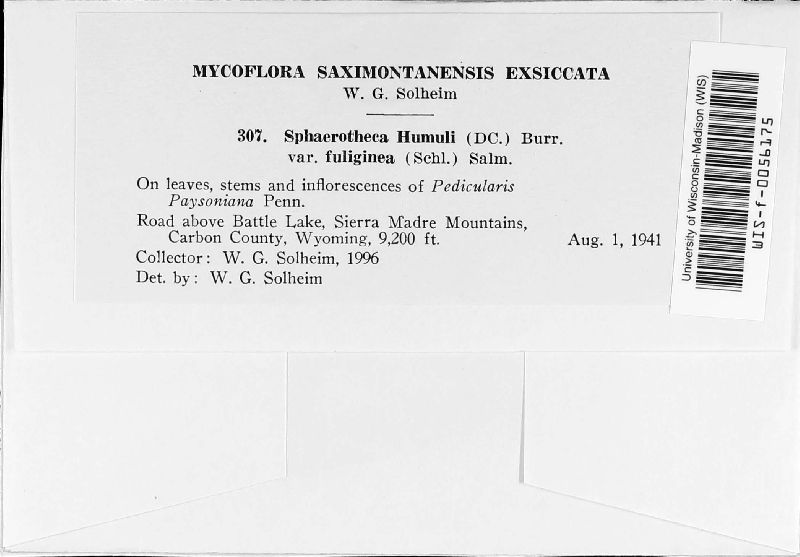 MYCOFLORA SAXIMONTANENSIS EXSICCATA
W. G. Solheim
307. Sphaerotheca Humuli (DC.) Burr.
var. fuliginea (Schl.) Salm.
On leaves, stems and inflorescences of Pedicularis
Paysoniana Penn.
Road above Battle Lake, Sierra Madre Mountains,
Carbon County, Wyoming, 9,200 ft. Aug. 1, 1941
Collector: W. G. Solheim, 1996
Det. by: W. G. Solheim
University of Wisconsin-Madison (WIS)
WIS-f-0056175